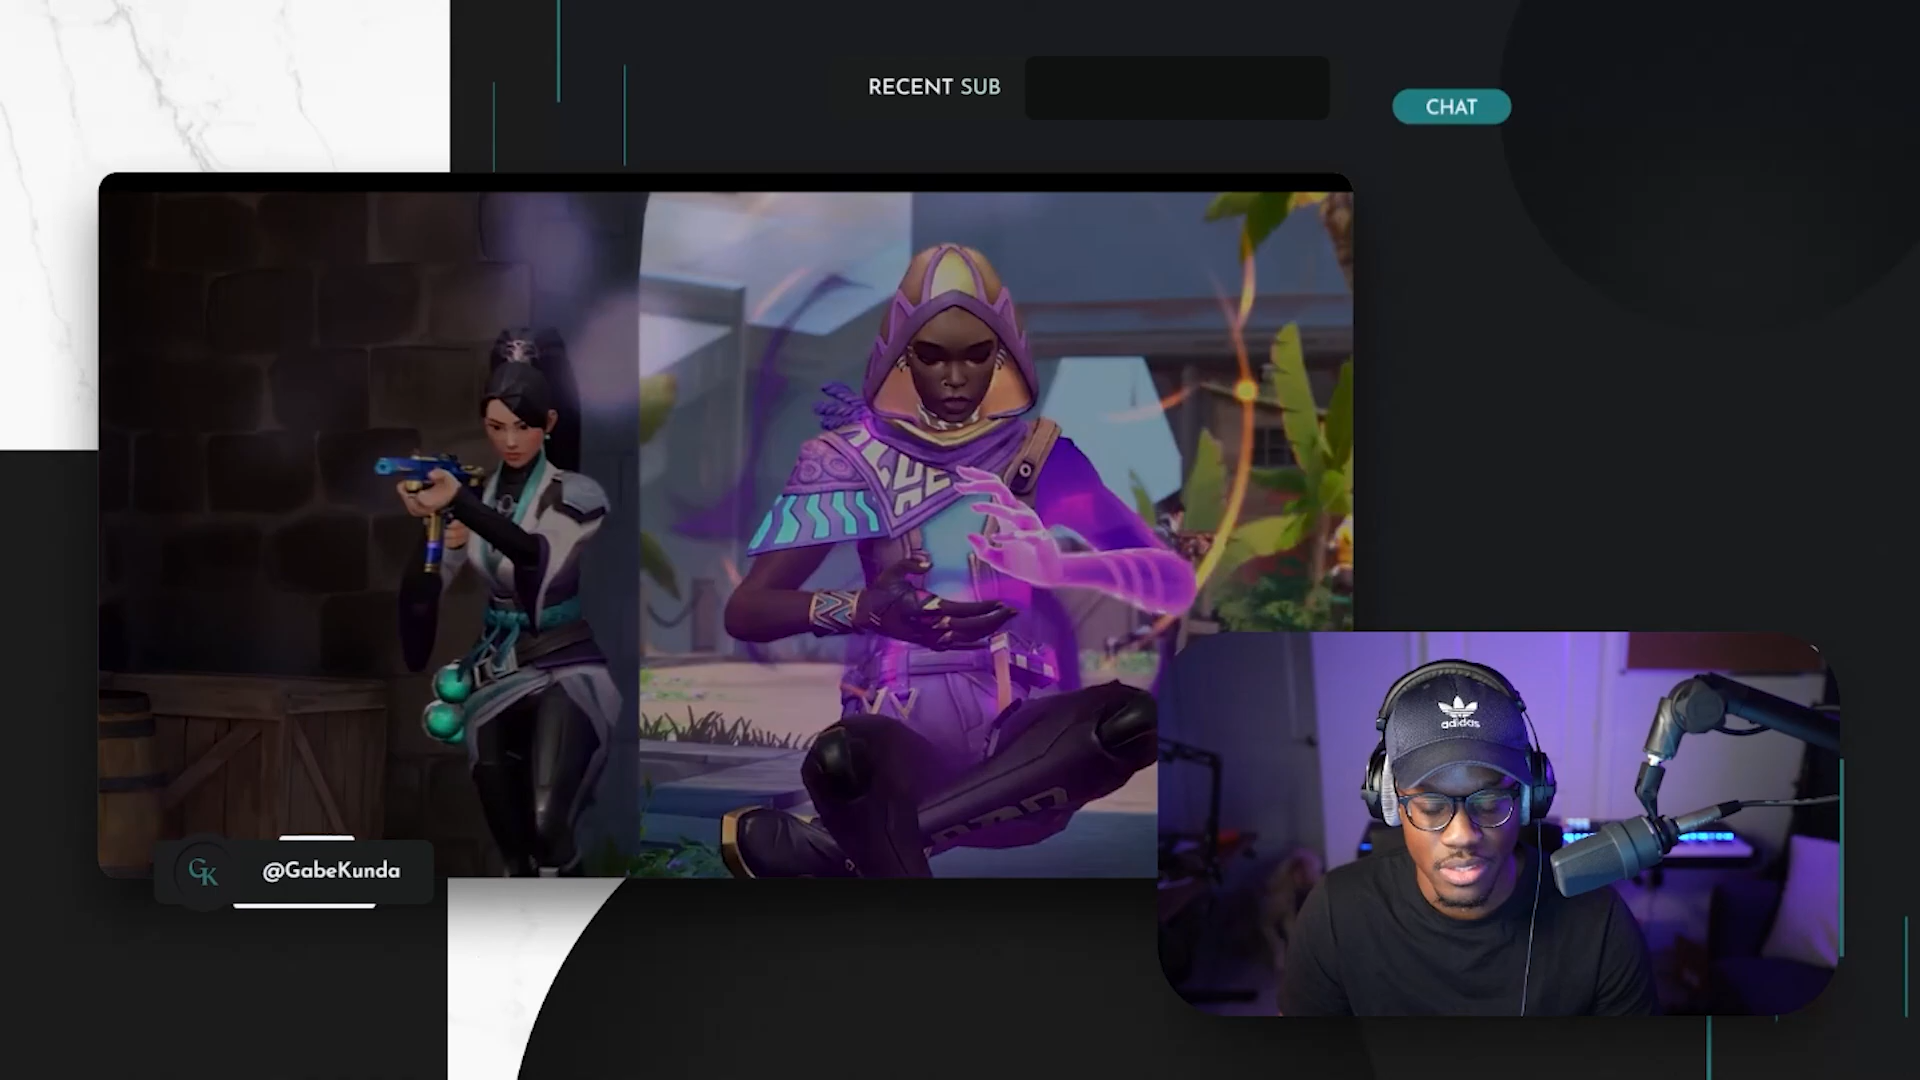 RECENT SUB
CHAT
adidas
GK
@GabeKunda